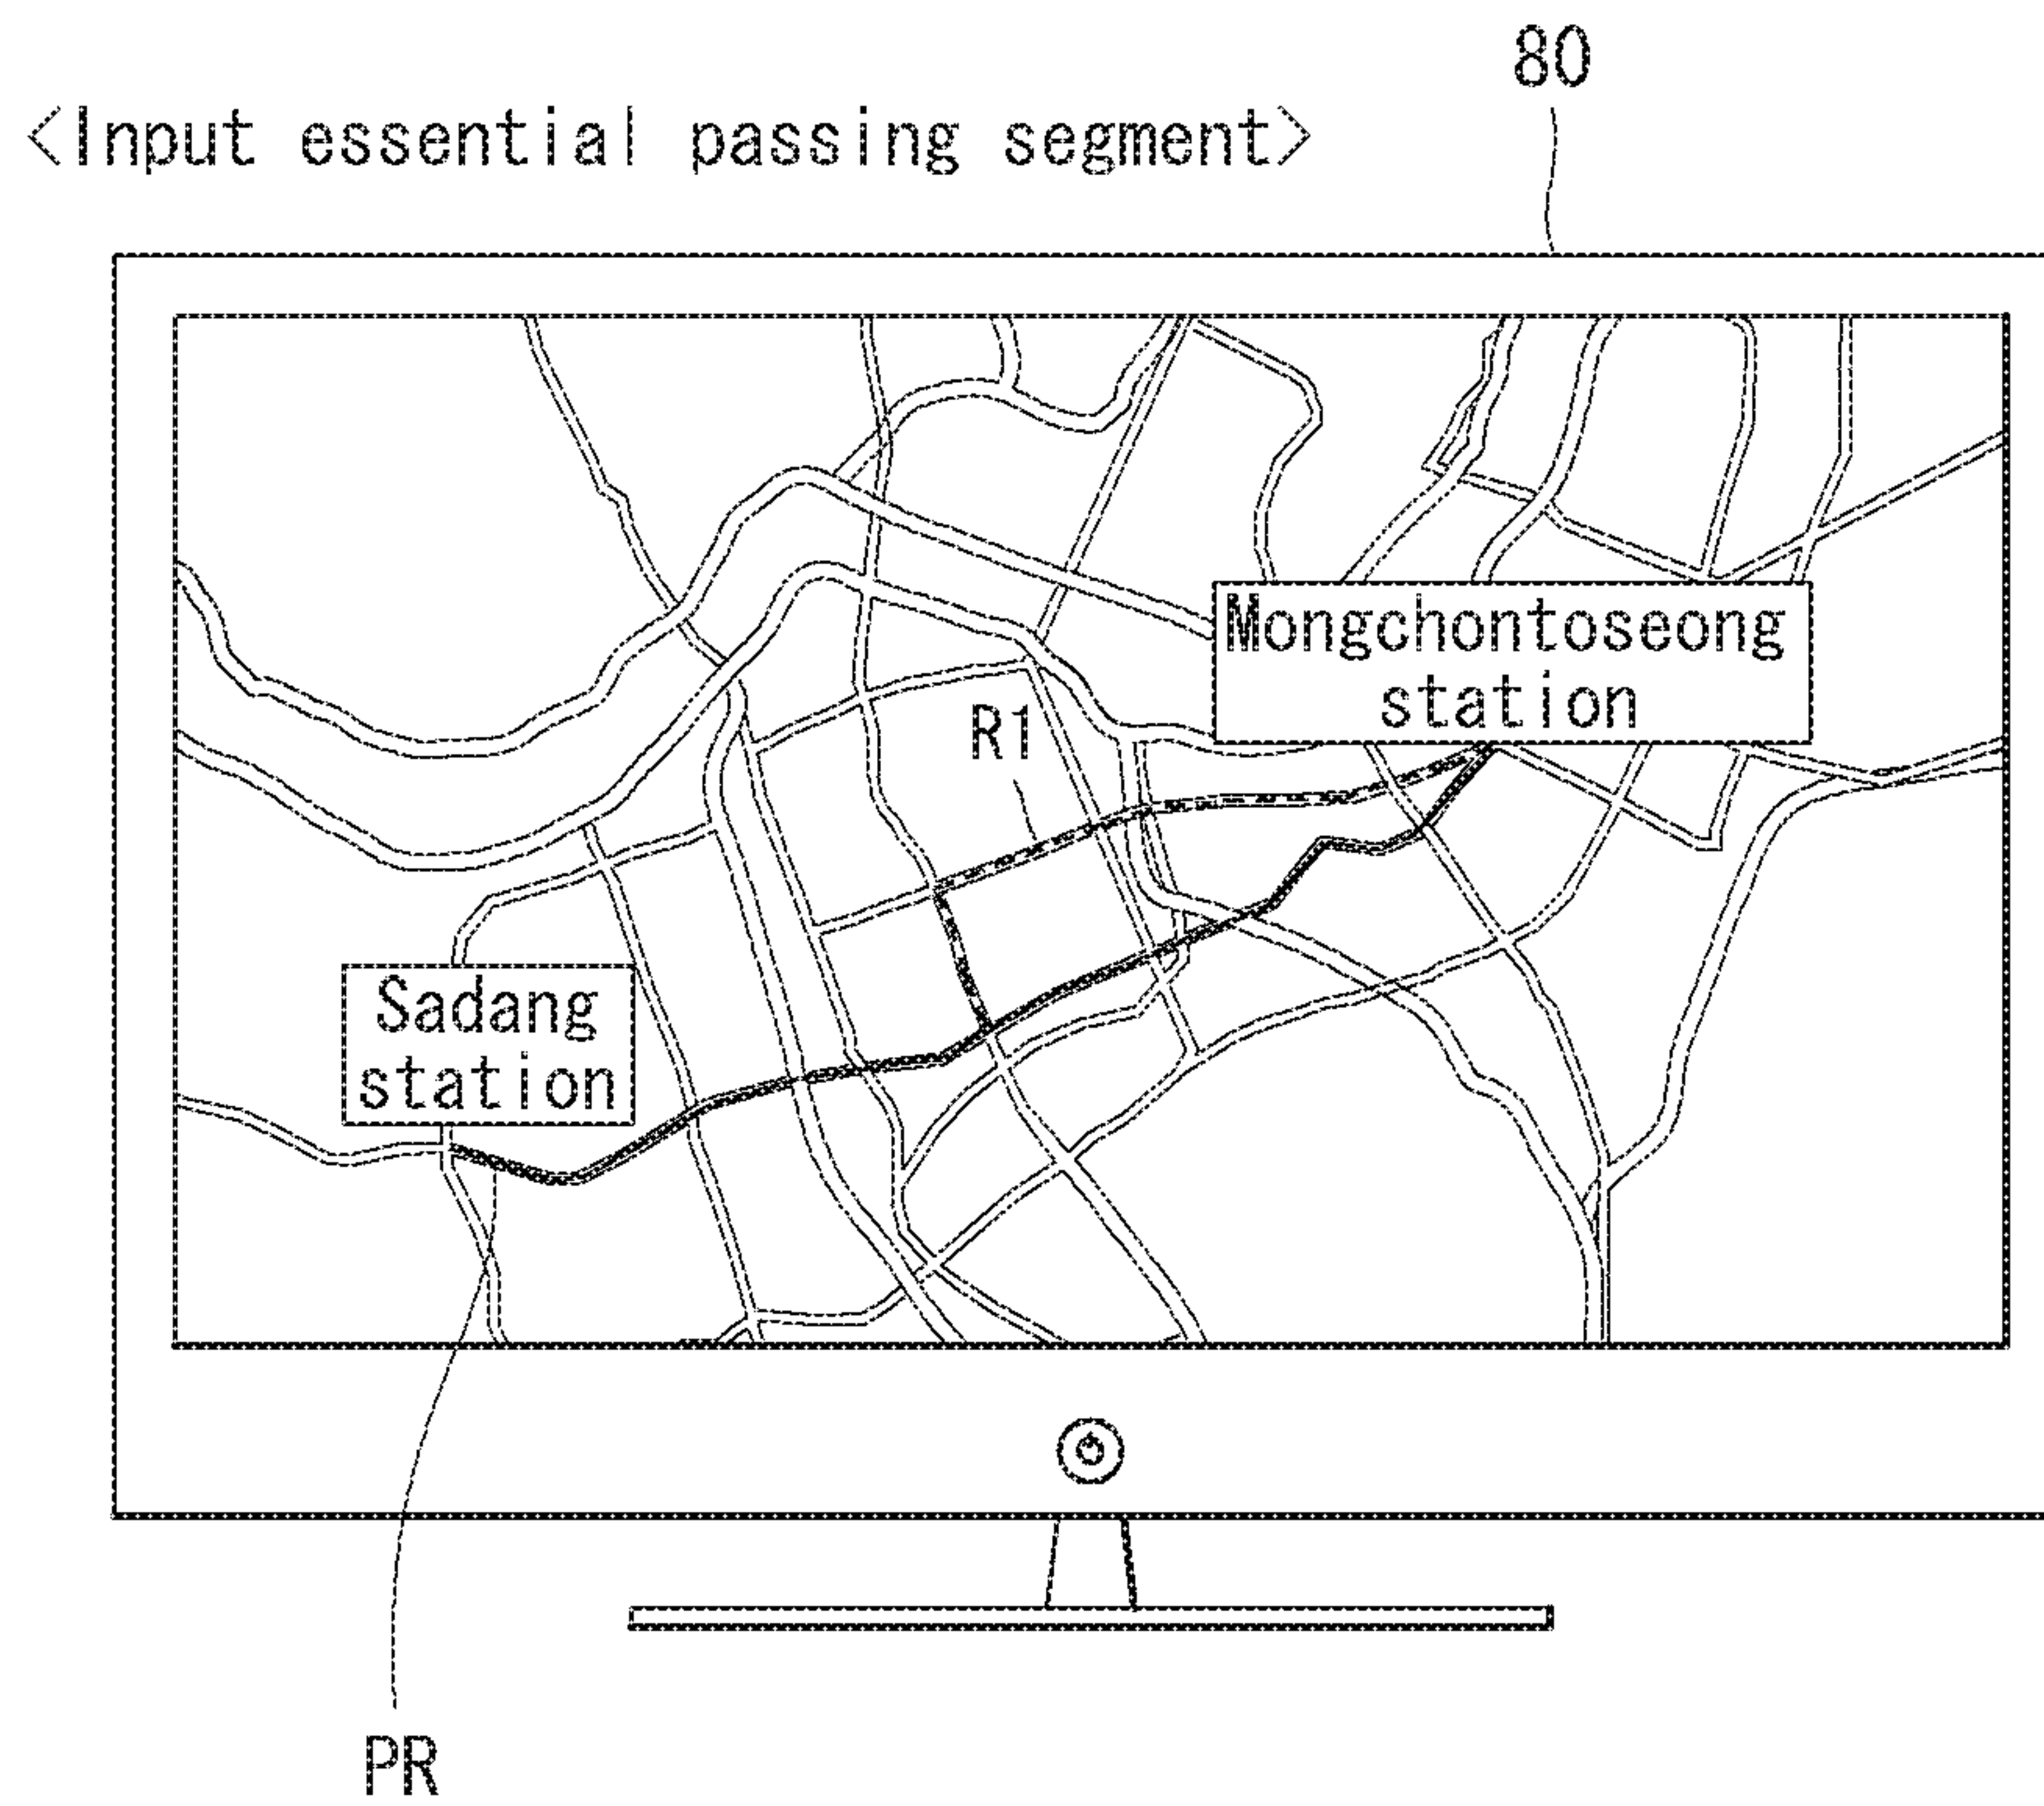 80
<Input essential passing segment>
Mongchontoseong
station
R1
Sadang
station
PR